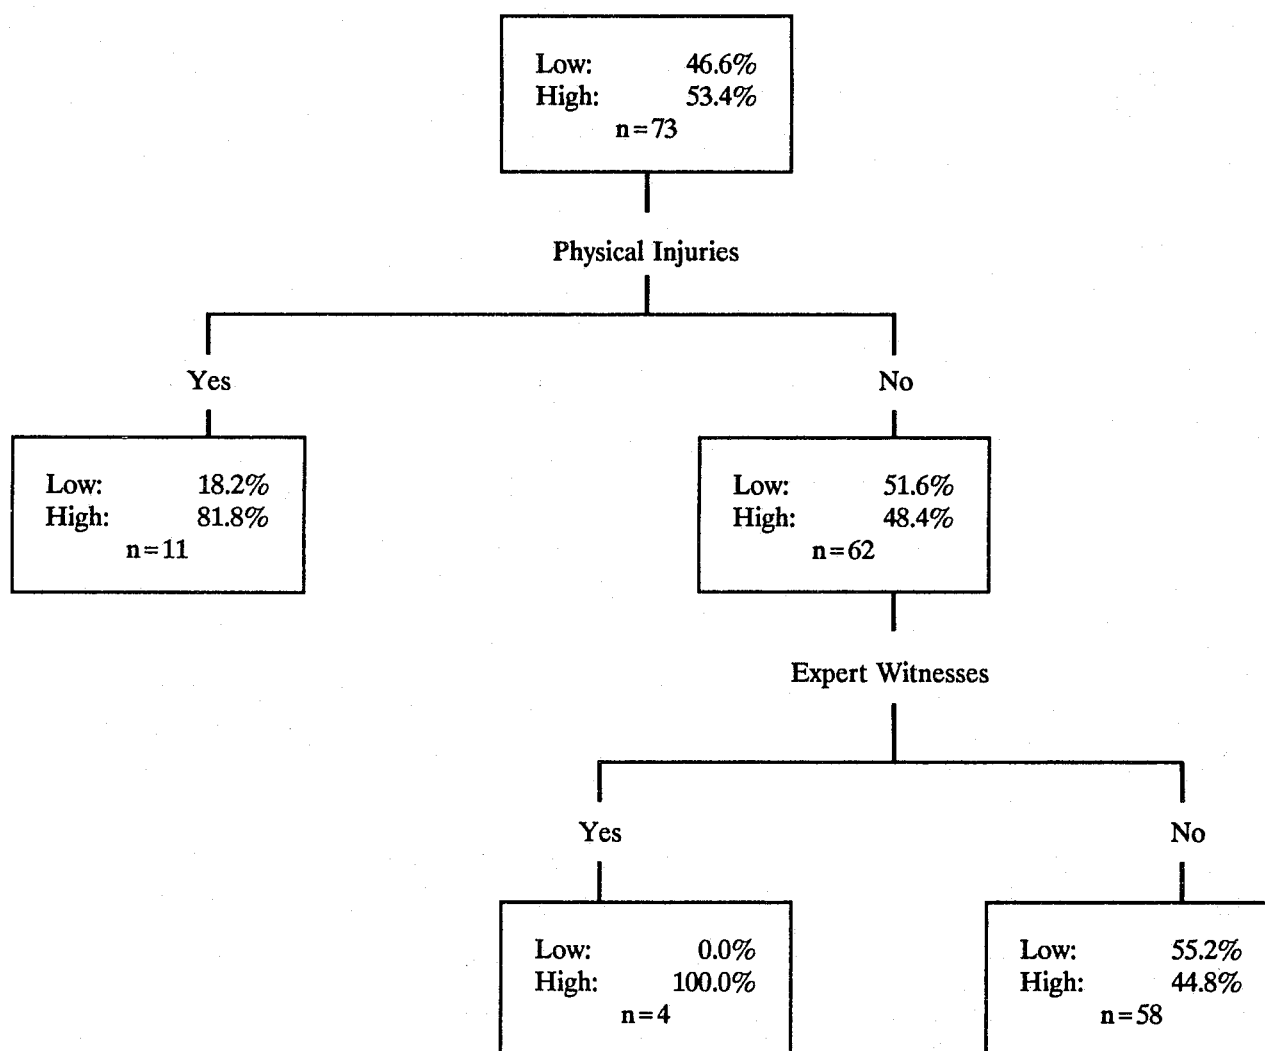 Low: 46.6%
High: 53.4%
n=73
Physical Injuries
Yes
No
Low: 18.2%
High: 81.8%
n=11
Low: 51.6%
High: 48.4%
n=62
Expert Witnesses
Yes
No
Low: 0.0%
High: 100.0%
n=4
Low: 55.2%
High: 44.8%
n=58